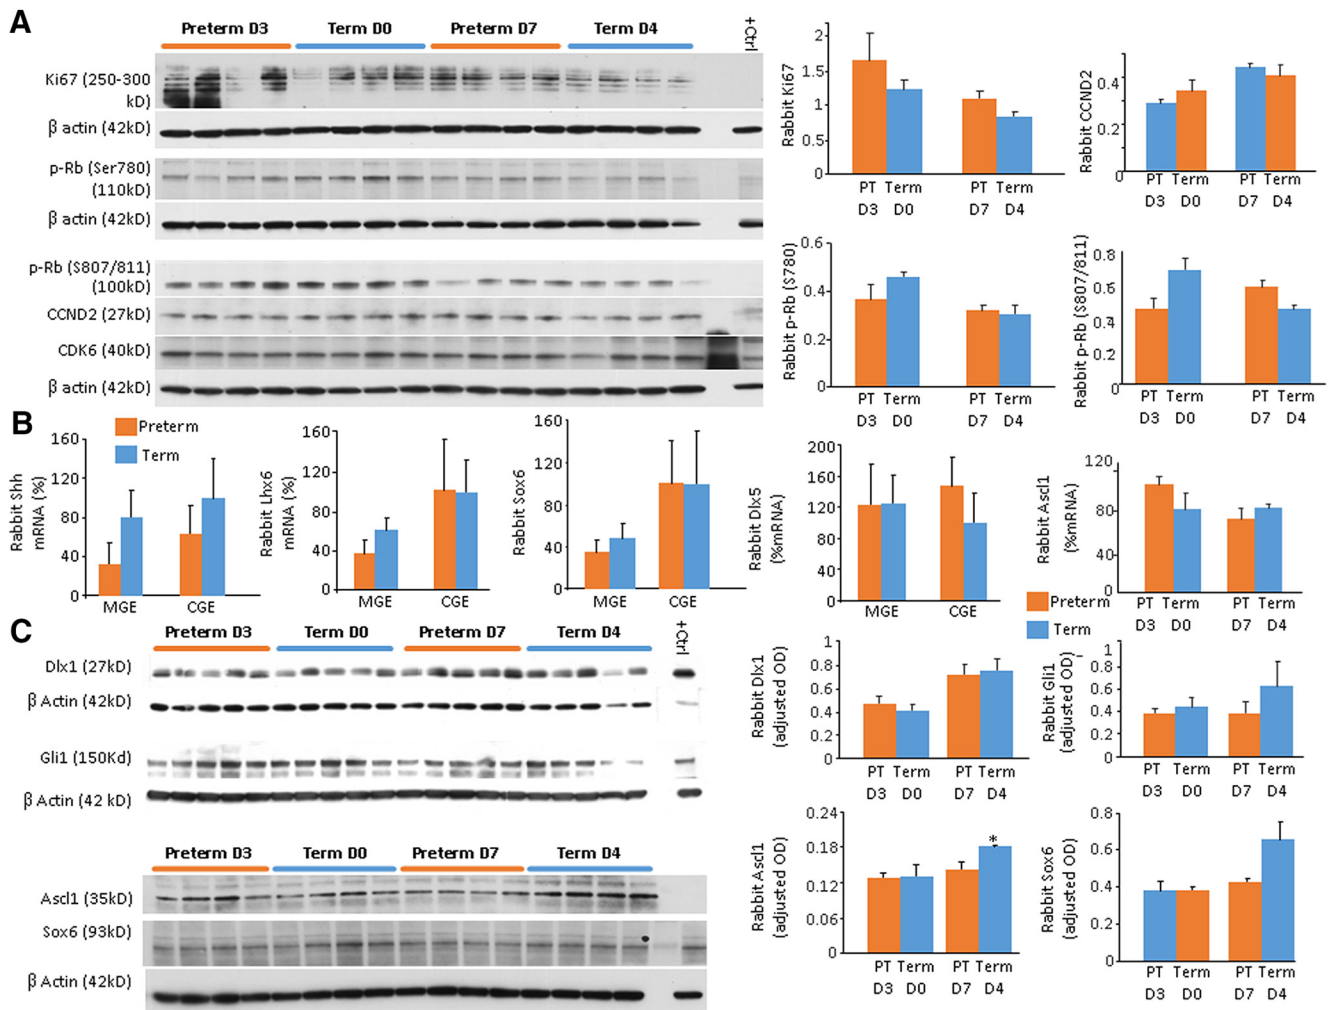 A
Preterm D3
Term D0
Preterm D7
Term D4
+Ctrl
Ki67 (250-300
kD)
β actin (42kD)
p-Rb (Ser780)
(110kD)
β actin (42kD)
p-Rb (S807/811)
(100kD)
CCND2 (27kD)
CDK6 (40kD)
β actin (42kD)
Rabbit Ki67
2
1.5
1
0.5
0
PT Term PT Term
D3 D0 D7 D4
Rabbit CCND2
0.4
0.2
0
PT Term PT Term
D3 D0 D7 D4
Rabbit p-Rb (S780)
0.6
0.4
0.2
0
PT Term PT Term
D3 D0 D7 D4
Rabbit p-Rb (S807/811)
0.8
0.6
0.4
0.2
0
PT Term PT Term
D3 D0 D7 D4
B
Preterm
Term
Rabbit Shh
mRNA (%)
160
120
80
40
0
MGE CGE
Rabbit Lhx6
mRNA (%)
160
120
80
40
0
MGE CGE
Rabbit Sox6
160
120
80
40
0
MGE CGE
Rabbit Dlx5
(%mRNA)
200
160
120
80
40
0
MGE CGE
Rabbit Ascl1
(%mRNA)
120
80
40
0
PT Term PT Term
D3 D0 D7 D4
Preterm
Term
C
Preterm D3
Term D0
Preterm D7
Term D4
+Ctrl
Dlx1 (27kD)
β Actin (42kD)
Gli1 (150Kd)
β Actin (42 kD)
Preterm D3
Term D0
Preterm D7
Term D4
Ascl1 (35kD)
Sox6 (93kD)
β Actin (42kD)
Rabbit Dlx1
(adjusted OD)
1
0.8
0.6
0.4
0.2
0
PT Term PT Term
D3 D0 D7 D4
Rabbit Gli1
(adjusted OD)
1
0.8
0.6
0.4
0.2
0
PT Term PT Term
D3 D0 D7 D4
Rabbit Ascl1
(adjusted OD)
0.24
0.18
0.12
0.06
0
*
PT Term PT Term
D3 D0 D7 D4
Rabbit Sox6
(adjusted OD)
0.8
0.6
0.4
0.2
0
PT Term PT Term
D3 D0 D7 D4